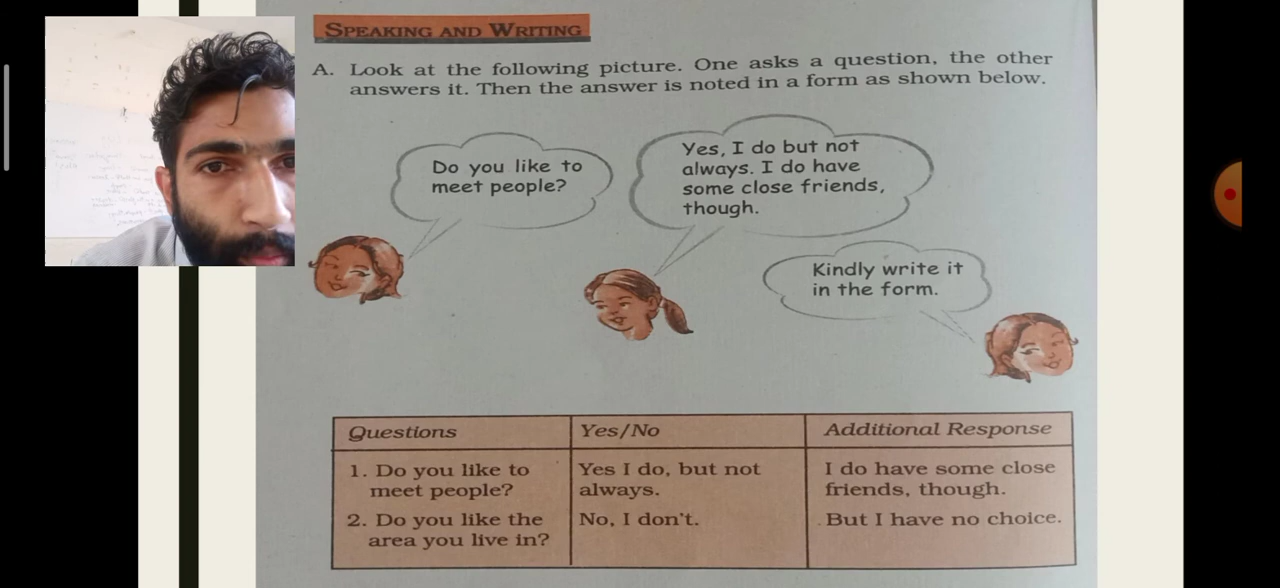 SPEAKING AND WRITING
A. Look at the following picture. One asks a question, the other
answers it. Then the answer is noted in a form as shown below.
Do you like to
meet people?
Yes, I do but not
always. I do have
some close friends,
though.
Kindly write it
in the form.
Questions Yes/No Additional Response
1. Do you like to Yes I do, but not I do have some close
meet people? always. friends, though.
2. Do you like the No, I don't. But I have no choice.
area you live in?